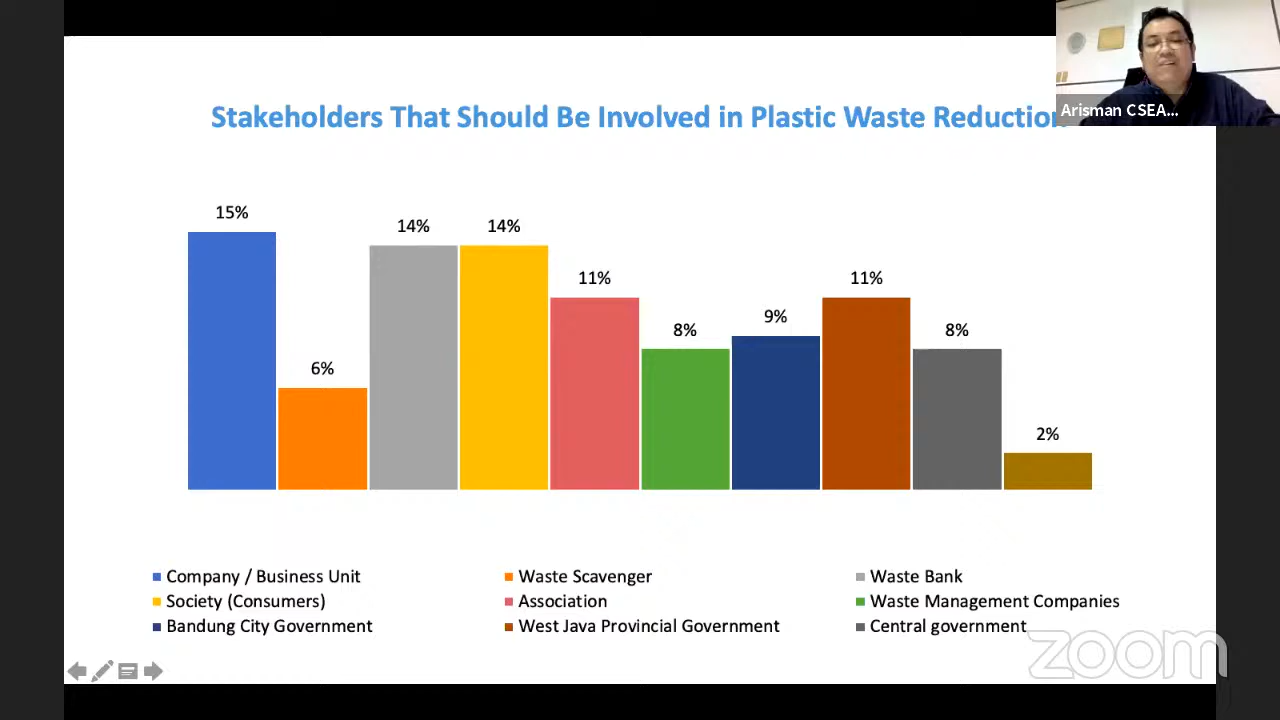 Arisman CSEA...
Stakeholders That Should Be Involved in Plastic Waste Reduction
15%
6%
14%
14%
11%
8%
9%
11%
8%
2%
Company / Business Unit
Waste Scavenger
Waste Bank
Society (Consumers)
Association
Waste Management Companies
Bandung City Government
West Java Provincial Government
Central government
zoom